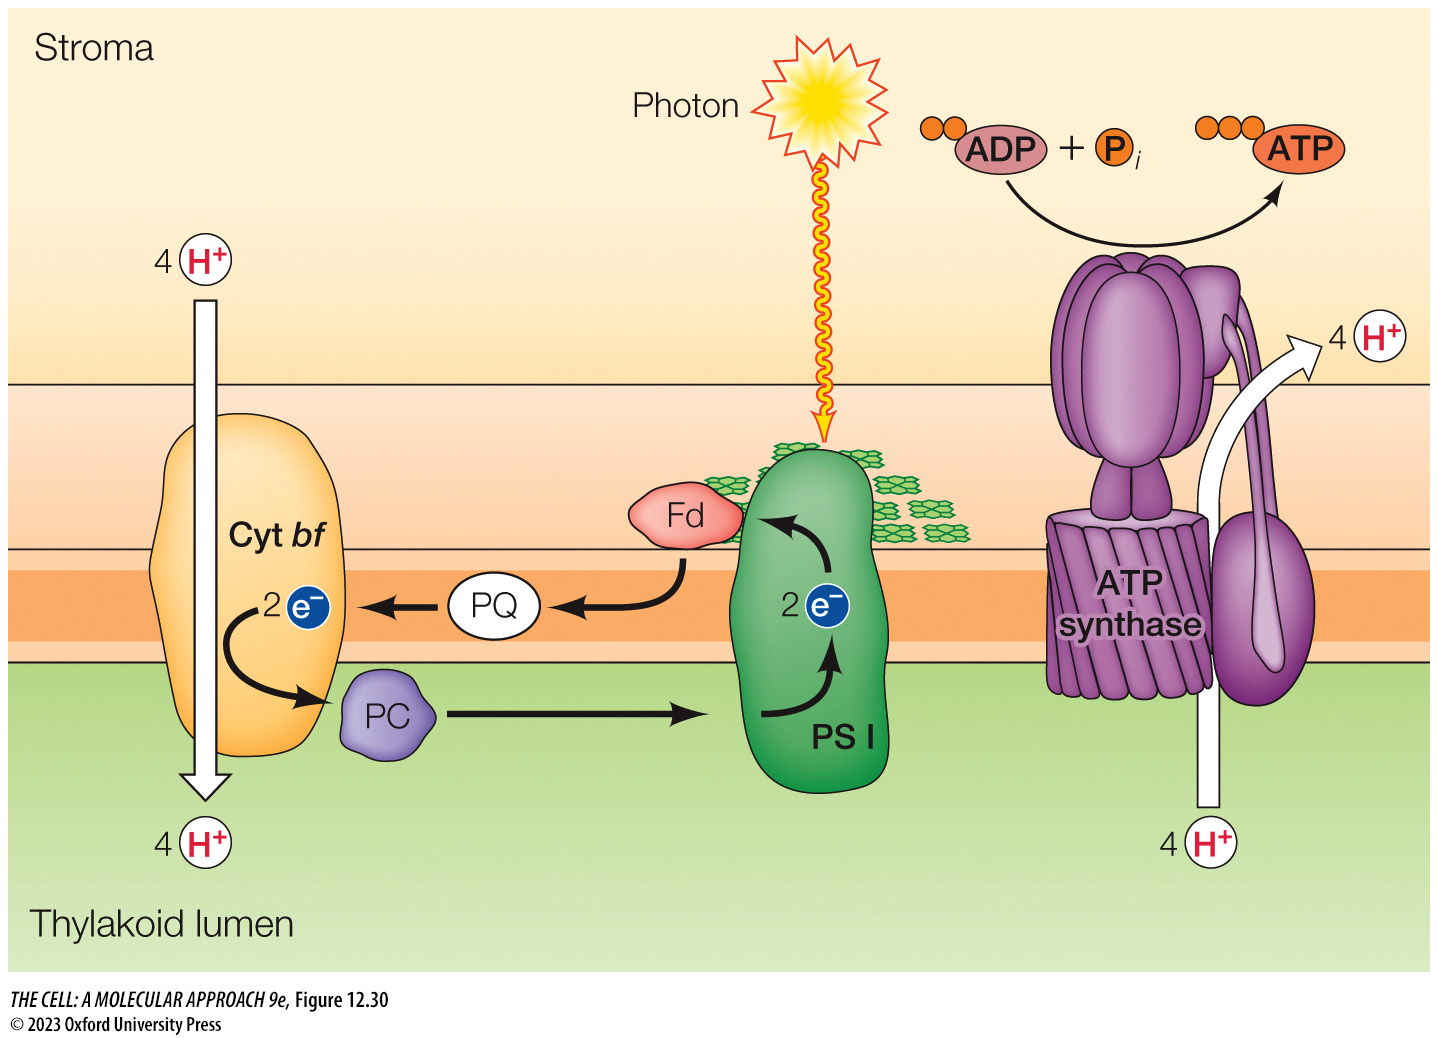 Stroma
Photon
ADP + Pi
ATP
4 H+
4 H+
Fd
Cyt bf
2 e−
PQ
2 e−
ATP
synthase
PC
PS I
4 H+
4 H+
Thylakoid lumen
THE CELL: A MOLECULAR APPROACH 9e, Figure 12.30
© 2023 Oxford University Press